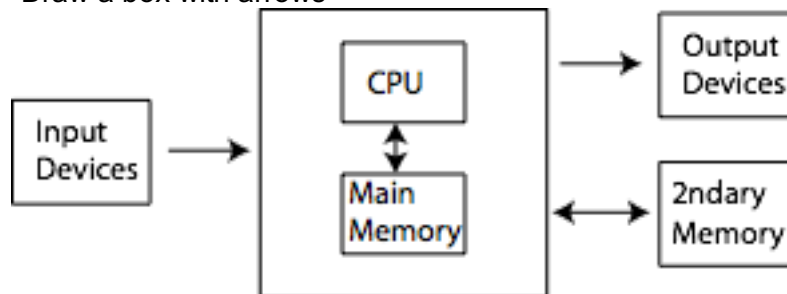 Draw a box with arrows
Input
Devices
CPU
Main
Memory
Output
Devices
2ndary
Memory